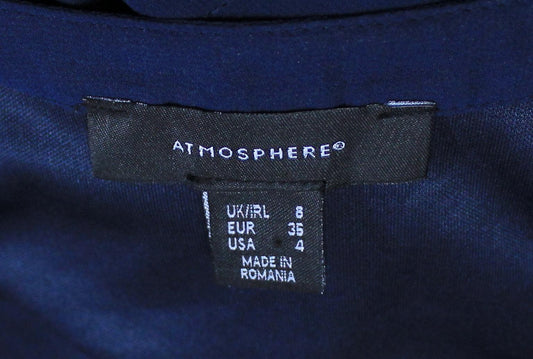 ATMOSPHERE®
UK/IRL 8
EUR 36
USA 4
MADE IN
ROMANIA